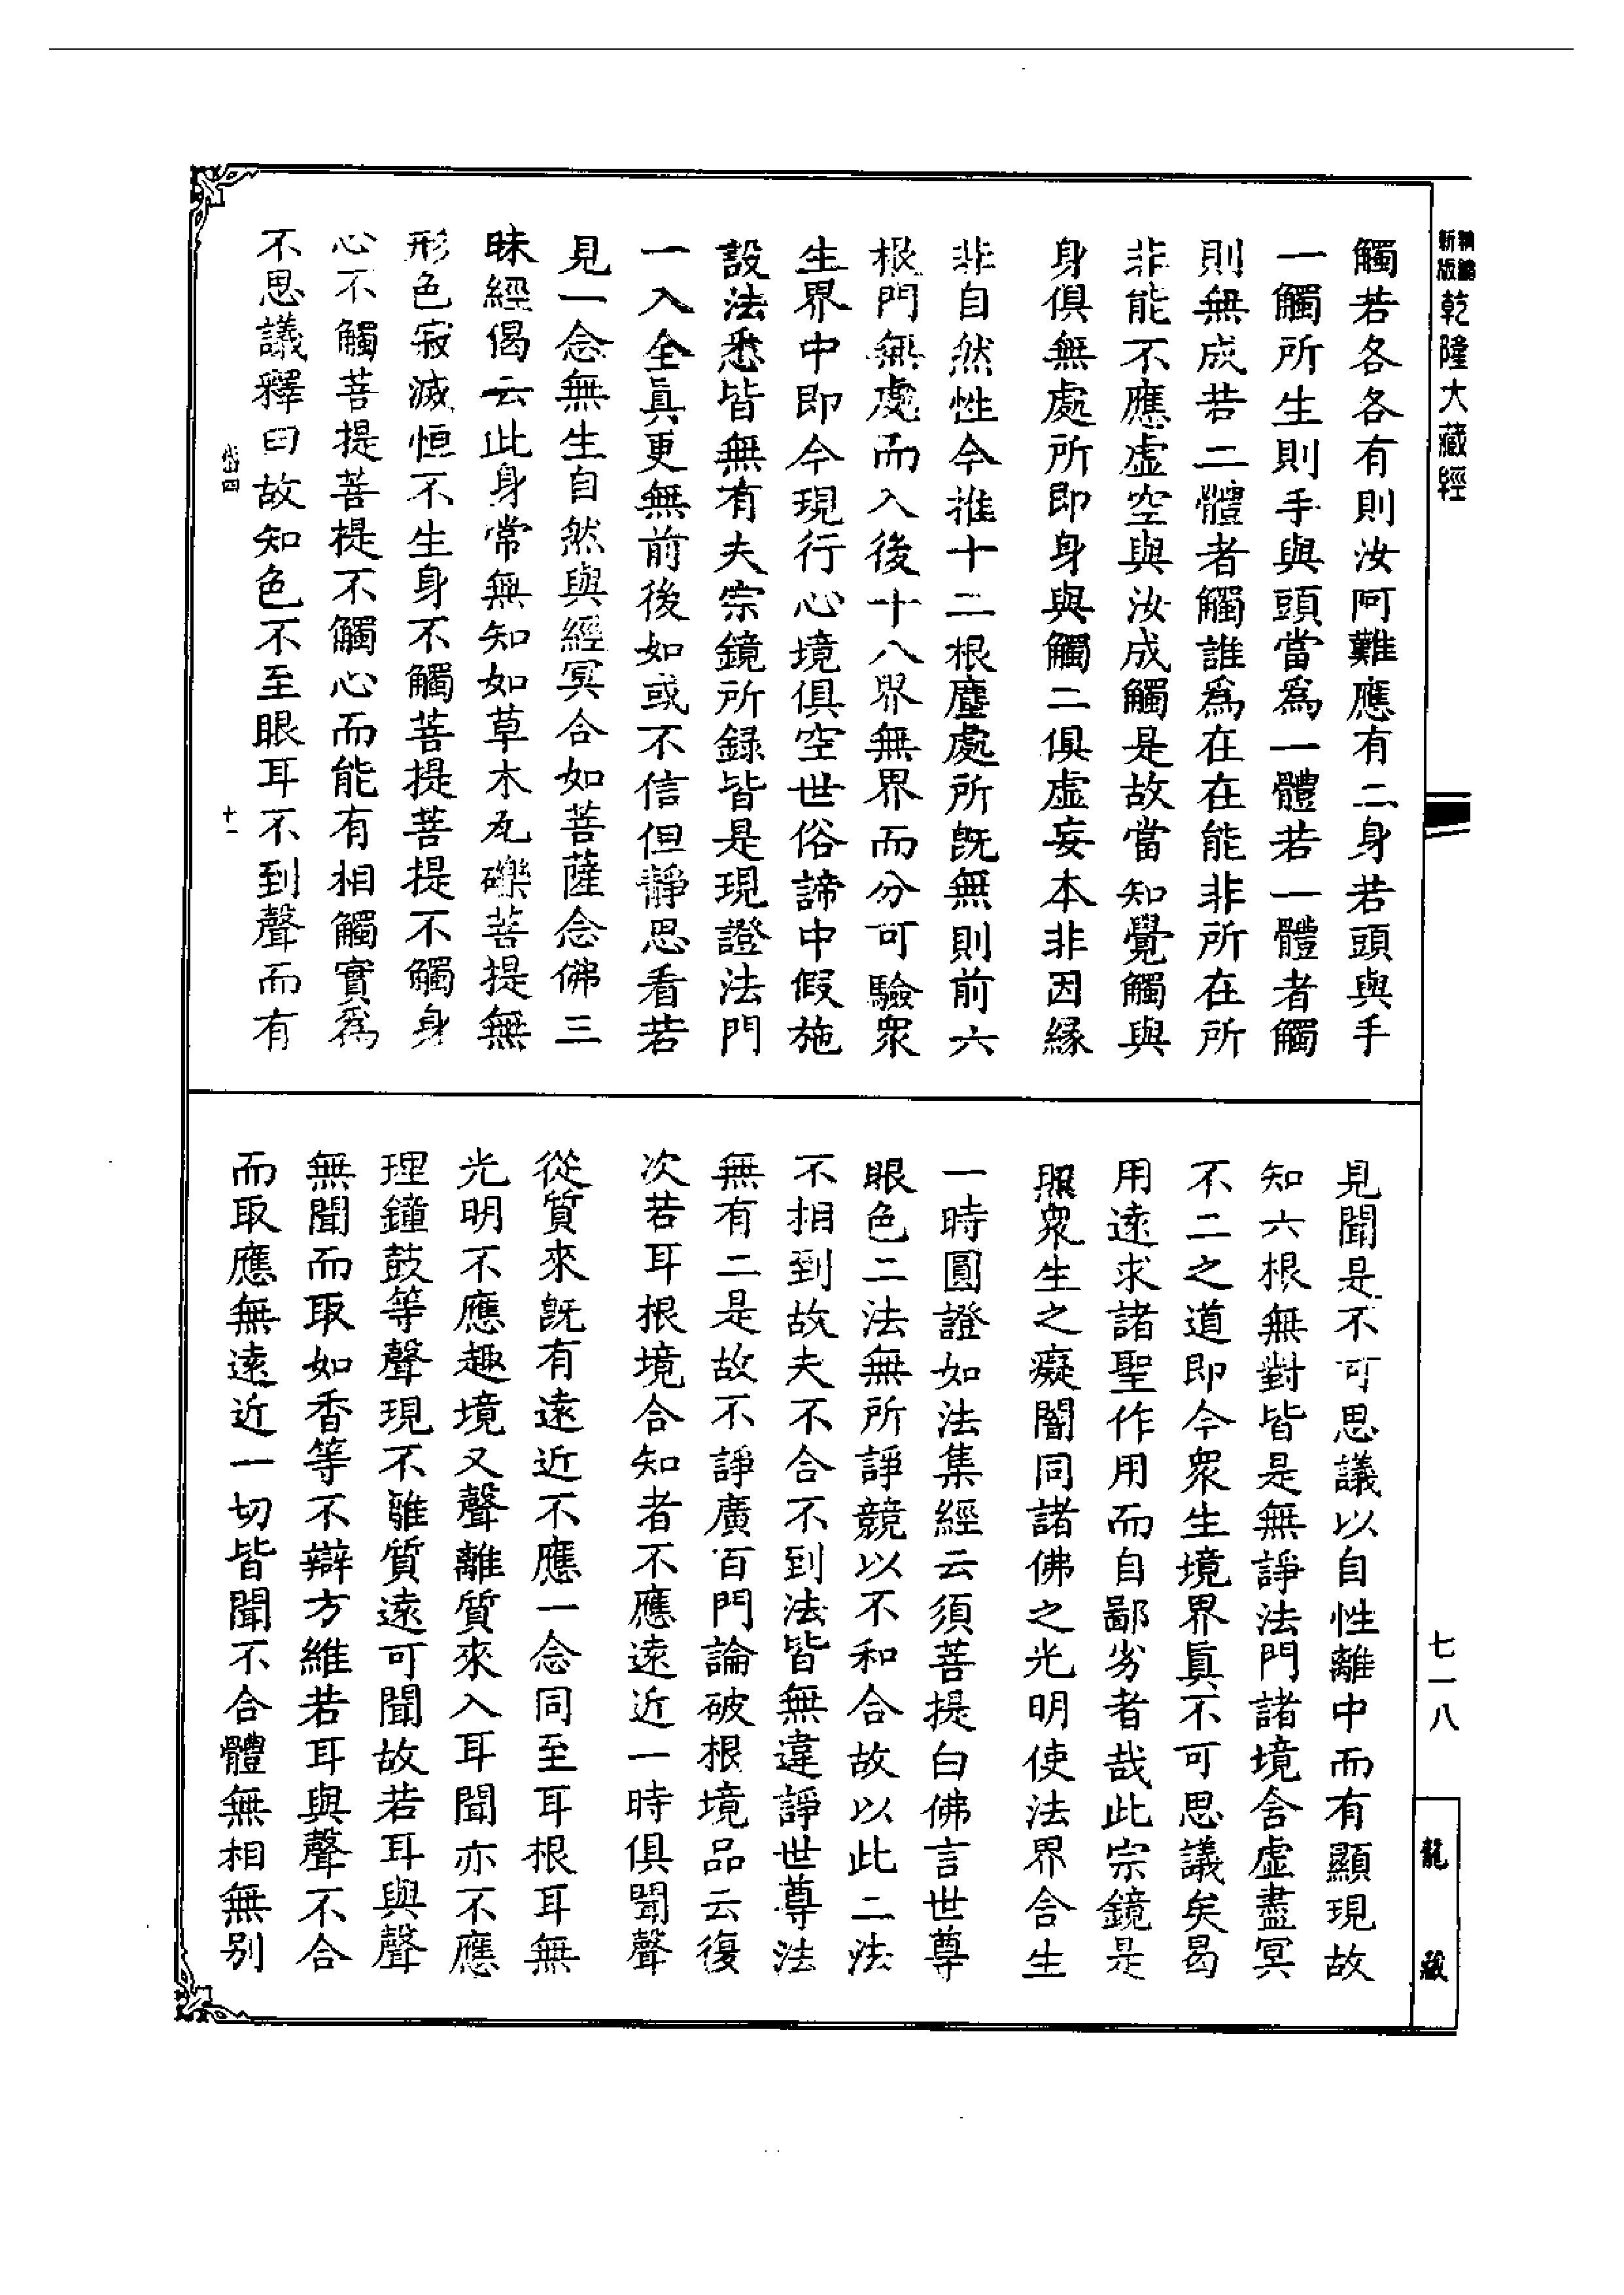 精編
新版
乾隆大藏經
觸若各各有則汝阿難應有二身若頭與手
一觸所生則手與頭當爲一體若一體者觸
則無成若二體者觸誰爲在在能非所在所
非能不應虛空與汝成觸是故當知覺觸與
身俱無處所即身與觸二俱虛妄本非因緣
非自然性今推十二根塵處所旣無則前六
根門無處而入後十八界無界而分可驗衆
生界中即今現行心境俱空世俗諦中假施
設法悉皆無有夫宗鏡所録皆是現證法門
一入全眞更無前後如或不信但靜思看若
見一念無生自然與經冥合如菩薩念佛三
昧經偈云此身常無知如草木瓦礫菩提無
形色寂滅恒不生身不觸菩提菩提不觸身
心不觸菩提菩提不觸心而能有相觸實爲
不思議釋曰故知色不至眼耳不到聲而有
岱四
十一
見聞是不可思議以自性離中而有顯現故
知六根無對皆是無諍法門諸境含虛盡冥
不二之道即今衆生境界眞不可思議矣曷
用遠求諸聖作用而自鄙劣者哉此宗鏡是
照衆生之癡闇同諸佛之光明使法界含生
一時圓證如法集經云須菩提白佛言世尊
眼色二法無所諍競以不和合故以此二法
不相到故夫不合不到法皆無違諍世尊法
無有二是故不諍廣百門論破根境品云復
次若耳根境合知者不應遠近一時俱聞聲
從質來旣有遠近不應一念同至耳根耳無
光明不應趣境又聲離質來入耳聞亦不應
理鐘鼓等聲現不離質遠可聞故若耳與聲
無聞而取如香等不辯方維若耳與聲不合
而取應無遠近一切皆聞不合體無相無别
七一八
龍藏